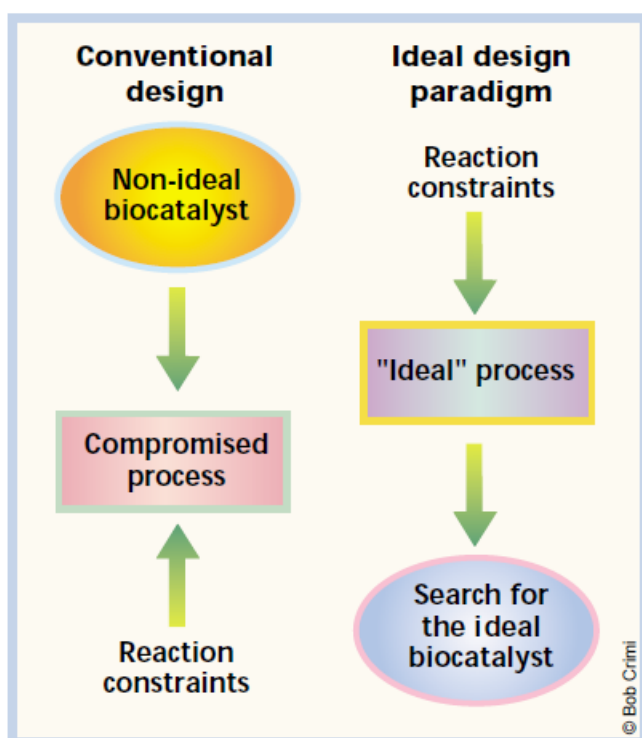 Conventional
design
Non-ideal
biocatalyst
Compromised
process
Reaction
constraints
Ideal design
paradigm
Reaction
constraints
"Ideal" process
Search for
the ideal
biocatalyst
© Bob Crimi